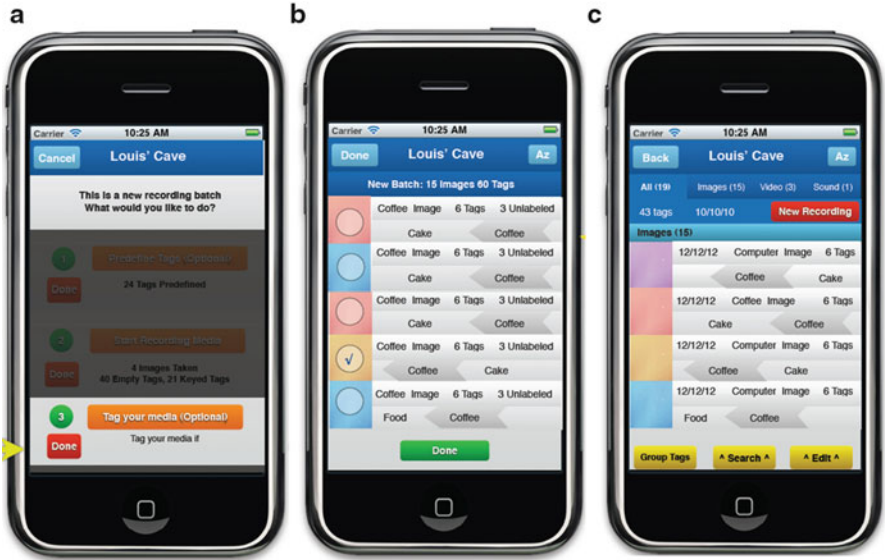 a
Carrier 10:25 AM
Cancel Louis' Cave
This is a new recording batch
What would you like to do?
1 Predefine Tags (Optional)
Done 24 Tags Predefined
2 Start Recording Media
Done 4 Images Taken
40 Empty Tags, 21 Keyed Tags
3 Tag your media (Optional)
Done Tag your media if
b
Carrier 10:25 AM
Done Louis' Cave Az
New Batch: 15 Images 60 Tags
Coffee Image 6 Tags 3 Unlabeled
Cake Coffee
Coffee Image 6 Tags 3 Unlabeled
Cake Coffee
Coffee Image 6 Tags 3 Unlabeled
Cake Coffee
√ Coffee Image 6 Tags 3 Unlabeled
Coffee Cake
Coffee Image 6 Tags 3 Unlabeled
Food Coffee
Done
c
Carrier 10:25 AM
Back Louis' Cave Az
All (19) Images (15) Video (3) Sound (1)
43 tags 10/10/10 New Recording
Images (15)
12/12/12 Computer Image 6 Tags
Coffee Cake
12/12/12 Coffee Image 6 Tags
Cake Coffee
12/12/12 Computer Image 6 Tags
Coffee Cake
12/12/12 Computer Image 6 Tags
Food Coffee
Group Tags ^ Search ^ ^ Edit ^